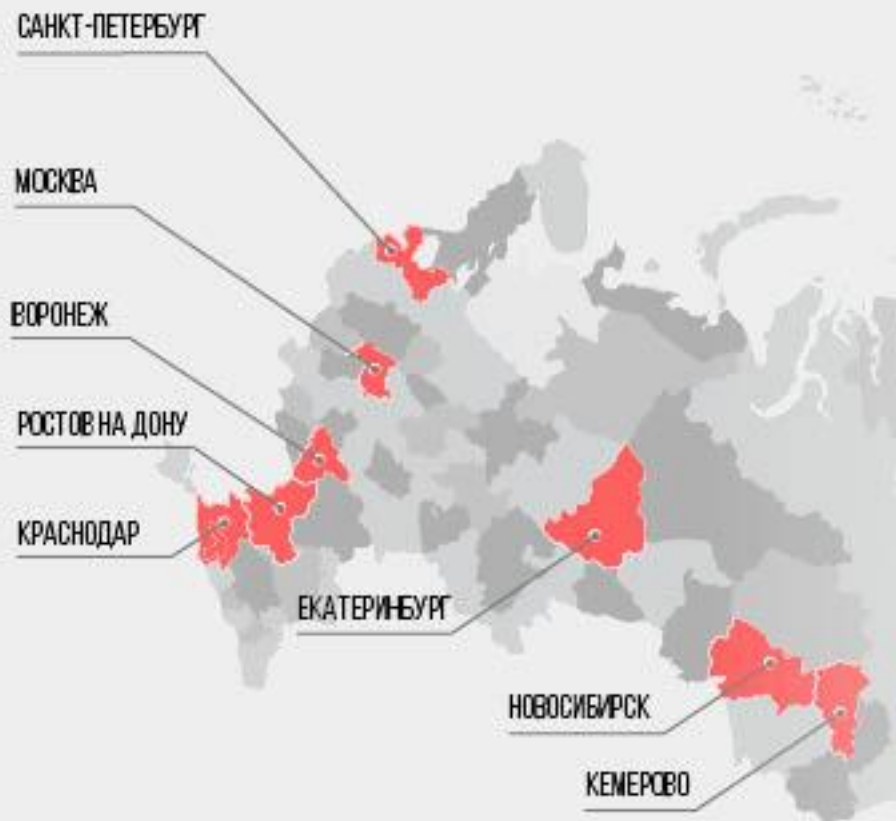 САНКТ-ПЕТЕРБУРГ
МОСКВА
ВОРОНЕЖ
РОСТОВ НА ДОНУ
КРАСНОДАР
ЕКАТЕРИНБУРГ
НОВОСИБИРСК
КЕМЕРОВО